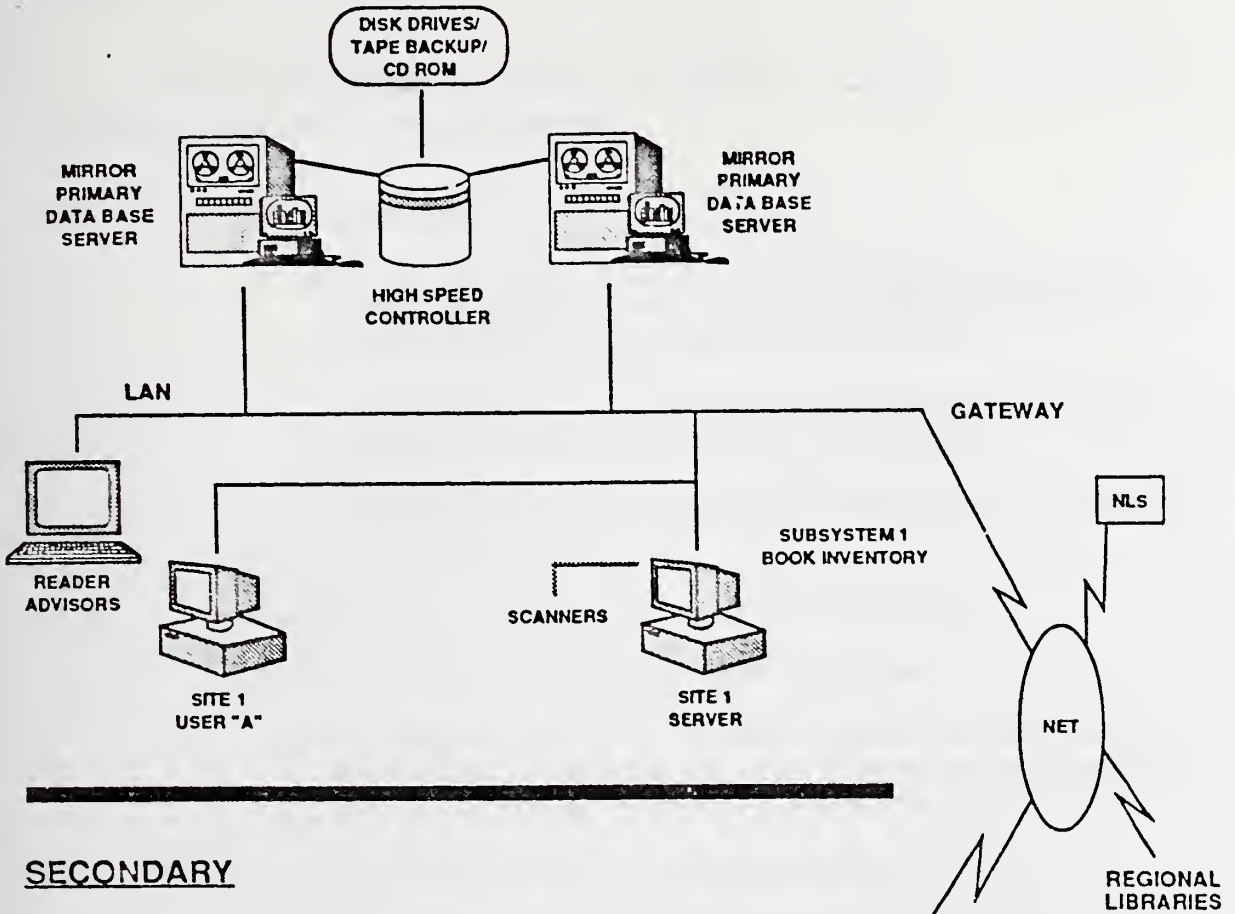 DISK DRIVES/
TAPE BACKUP/
CD ROM
MIRROR
PRIMARY
DATA BASE
SERVER
MIRROR
PRIMARY
DATA BASE
SERVER
HIGH SPEED
CONTROLLER
LAN
GATEWAY
NLS
READER
ADVISORS
SUBSYSTEM 1
BOOK INVENTORY
SCANNERS
SITE 1
USER "A"
SITE 1
SERVER
NET
SECONDARY
REGIONAL
LIBRARIES